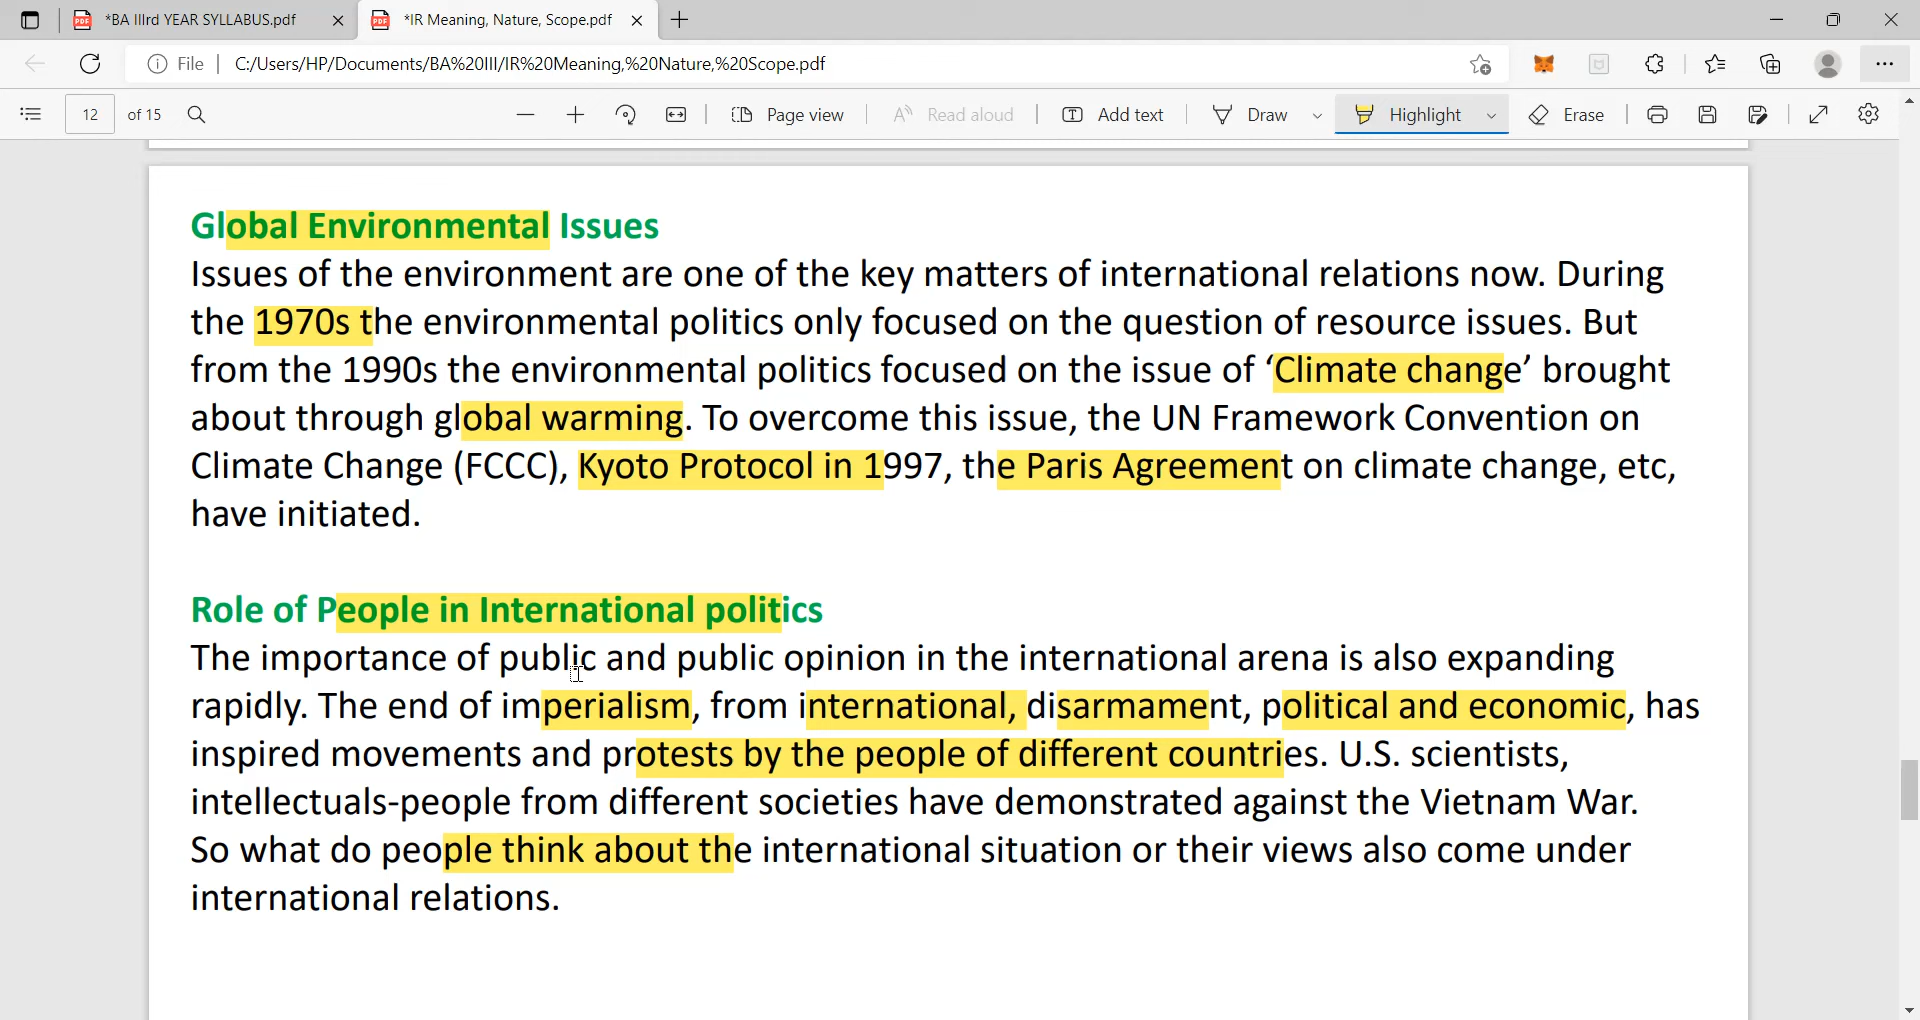 *BA IIIrd YEAR SYLLABUS.pdf
*IR Meaning, Nature, Scope.pdf
File
C:/Users/HP/Documents/BA%20III/IR%20Meaning,%20Nature,%20Scope.pdf
12 of 15
Page view
Read aloud
Add text
Draw
Highlight
Erase
Global Environmental Issues
Issues of the environment are one of the key matters of international relations now. During
the 1970s the environmental politics only focused on the question of resource issues. But
from the 1990s the environmental politics focused on the issue of ‘Climate change’ brought
about through global warming. To overcome this issue, the UN Framework Convention on
Climate Change (FCCC), Kyoto Protocol in 1997, the Paris Agreement on climate change, etc,
have initiated.
Role of People in International politics
The importance of public and public opinion in the international arena is also expanding
rapidly. The end of imperialism, from international, disarmament, political and economic, has
inspired movements and protests by the people of different countries. U.S. scientists,
intellectuals-people from different societies have demonstrated against the Vietnam War.
So what do people think about the international situation or their views also come under
international relations.